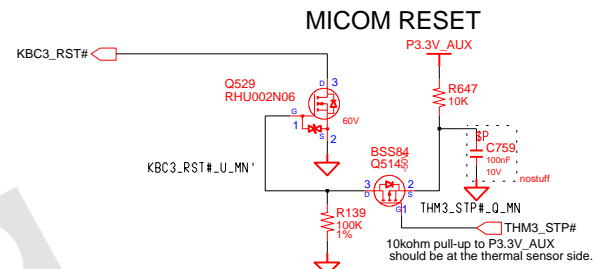 MICOM RESET
KBC3_RST#
P3.3V_AUX
D 3
Q529
RHU002N06
R647
10K
G
1
60V
S
2
$P
C759
100nF
10V
nostuff
BSS84
Q514
-50V
KBC3_RST#_U_MN'
3 D
2 S
G 1
THM3_STP#_Q_MN
R139
100K
1%
THM3_STP#
10kohm pull-up to P3.3V_AUX
should be at the thermal sensor side.